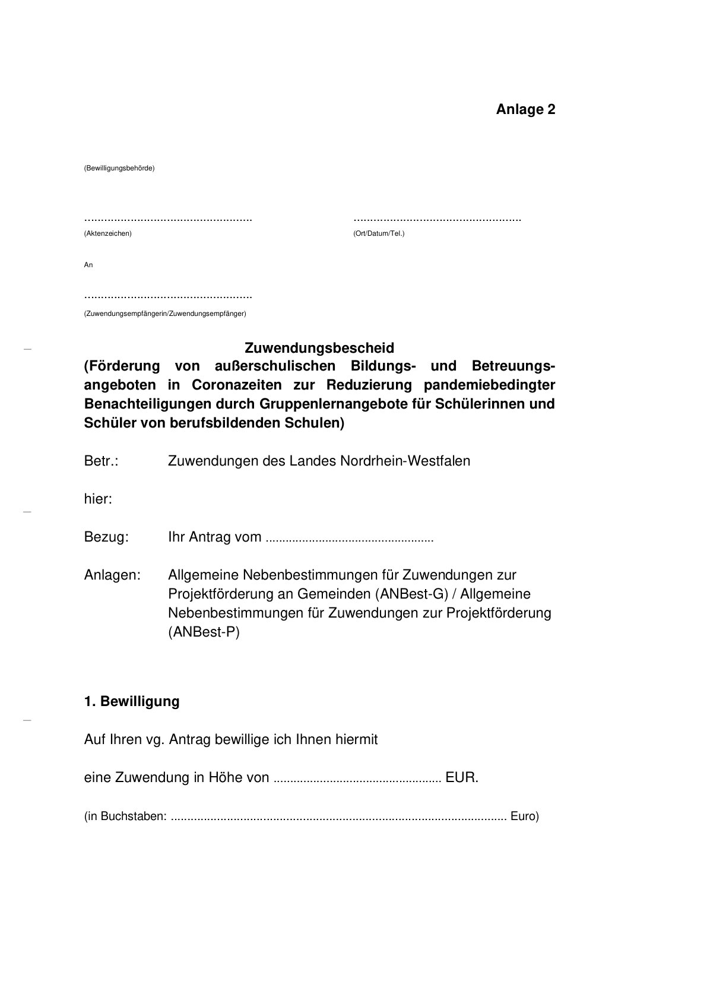 Anlage 2
(Bewilligungsbehörde)
.................................................. ..................................................
(Aktenzeichen) (Ort/Datum/Tel.)
An
..................................................
(Zuwendungsempfängerin/Zuwendungsempfänger)
Zuwendungsbescheid
(Förderung von außerschulischen Bildungs- und Betreuungs-
angeboten in Coronazeiten zur Reduzierung pandemiebedingter
Benachteiligungen durch Gruppenlernangebote für Schülerinnen und
Schüler von berufsbildenden Schulen)
Betr.: Zuwendungen des Landes Nordrhein-Westfalen
hier:
Bezug: Ihr Antrag vom ..................................................
Anlagen: Allgemeine Nebenbestimmungen für Zuwendungen zur
Projektförderung an Gemeinden (ANBest-G) / Allgemeine
Nebenbestimmungen für Zuwendungen zur Projektförderung
(ANBest-P)
1. Bewilligung
Auf Ihren vg. Antrag bewillige ich Ihnen hiermit
eine Zuwendung in Höhe von .................................................. EUR.
(in Buchstaben: .................................................................................................... Euro)